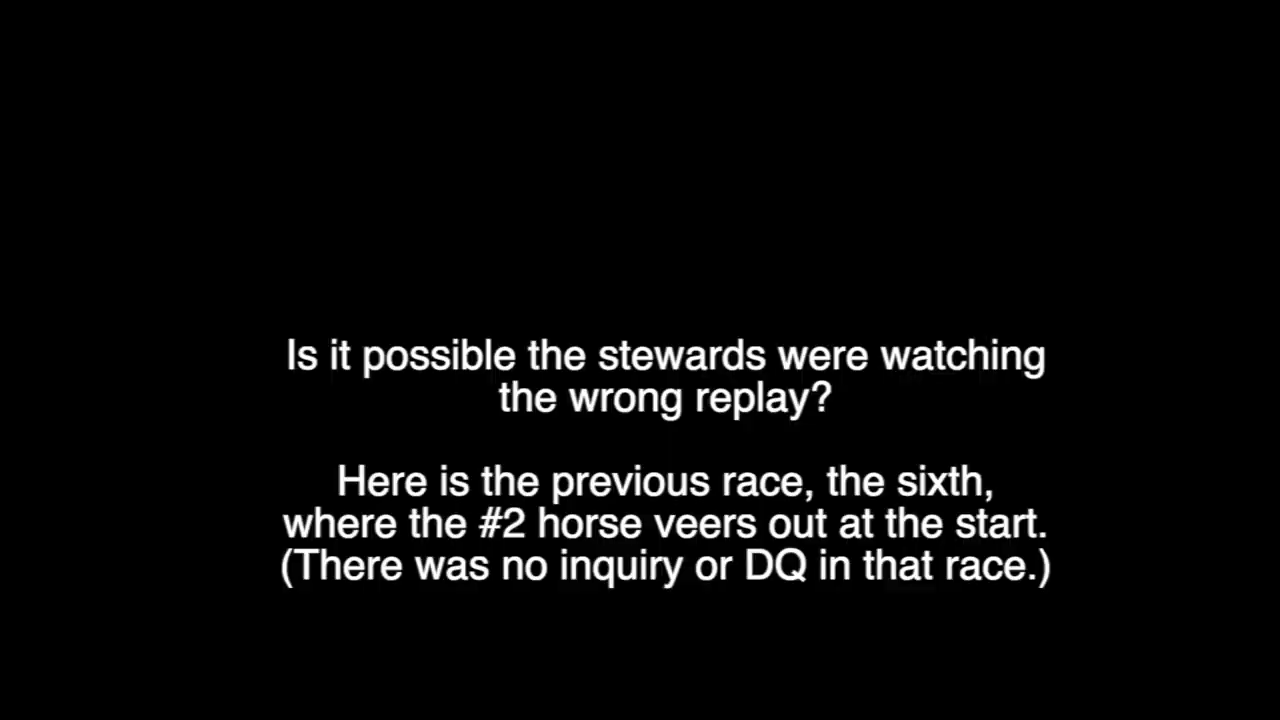 Is it possible the stewards were watching
the wrong replay?
Here is the previous race, the sixth,
where the #2 horse veers out at the start.
(There was no inquiry or DQ in that race.)